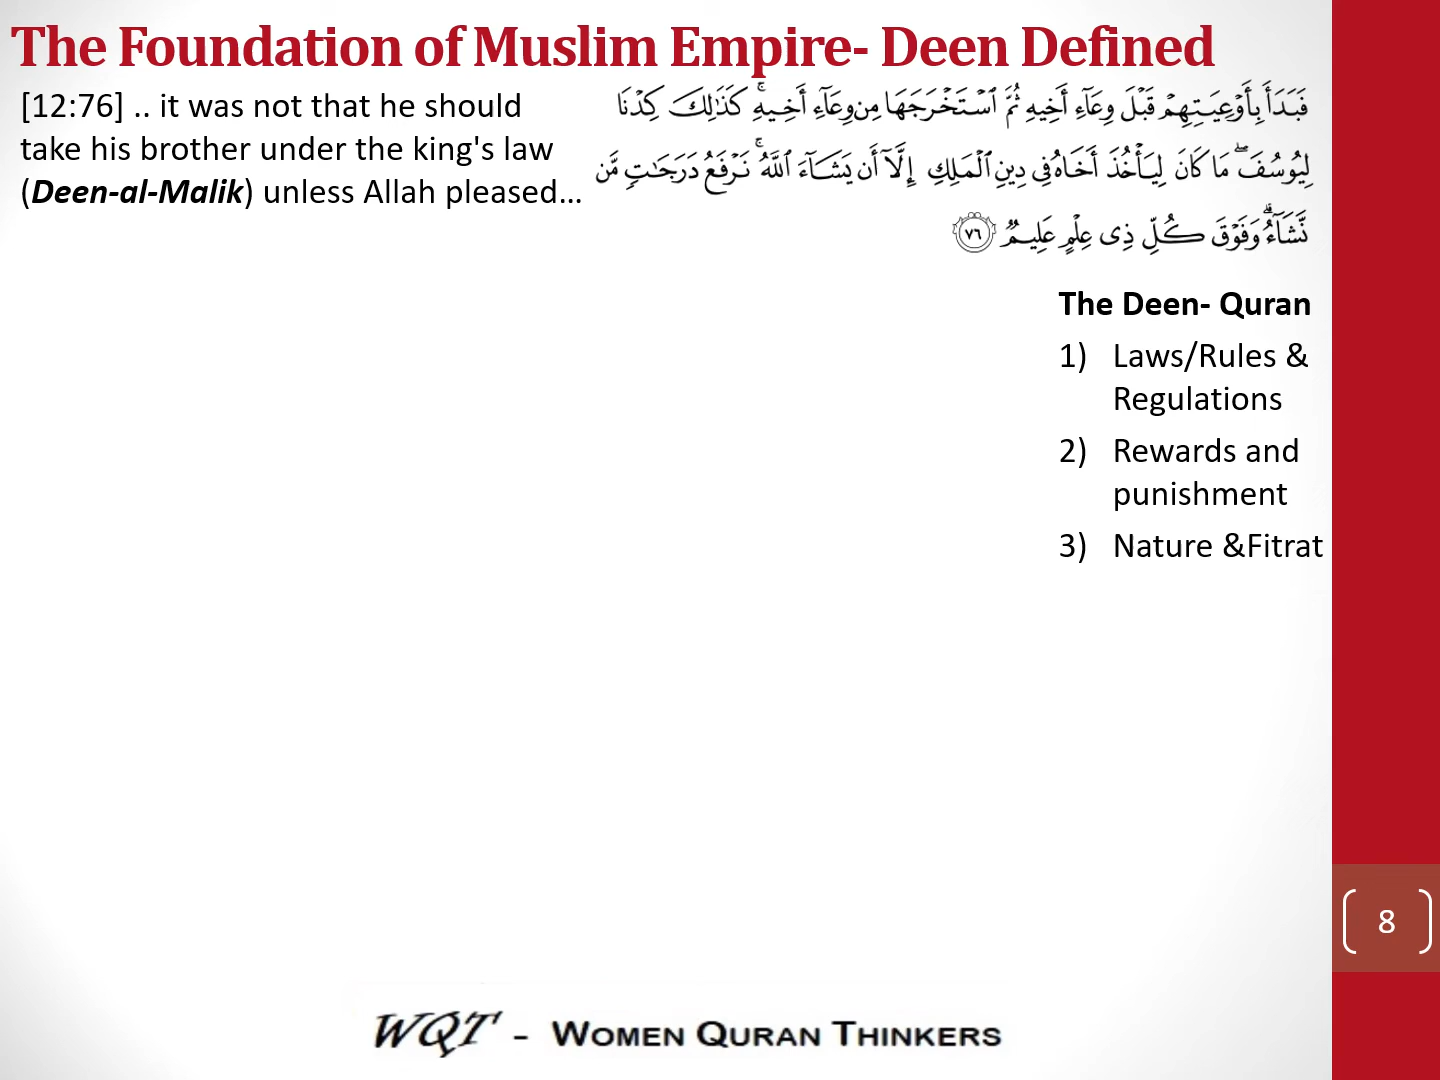 The Foundation of Muslim Empire- Deen Defined
[12:76] .. it was not that he should
take his brother under the king's law
(Deen-al-Malik) unless Allah pleased...
فَبَدَأَ بِأَوْعِيَتِهِمْ قَبْلَ وِعَآءِ أَخِيهِ ثُمَّ ٱسْتَخْرَجَهَا مِن وِعَآءِ أَخِيهِ ۚ كَذَٰلِكَ كِدْنَا
لِيُوسُفَ ۖ مَا كَانَ لِيَأْخُذَ أَخَاهُ فِى دِينِ ٱلْمَلِكِ إِلَّآ أَن يَشَآءَ ٱللَّهُ ۚ نَرْفَعُ دَرَجَٰتٍ مَّن
نَّشَآءُ ۗ وَفَوْقَ كُلِّ ذِى عِلْمٍ عَلِيمٌ ٧٦
The Deen- Quran
1) Laws/Rules &
Regulations
2) Rewards and
punishment
3) Nature &Fitrat
8
WQT - WOMEN QURAN THINKERS